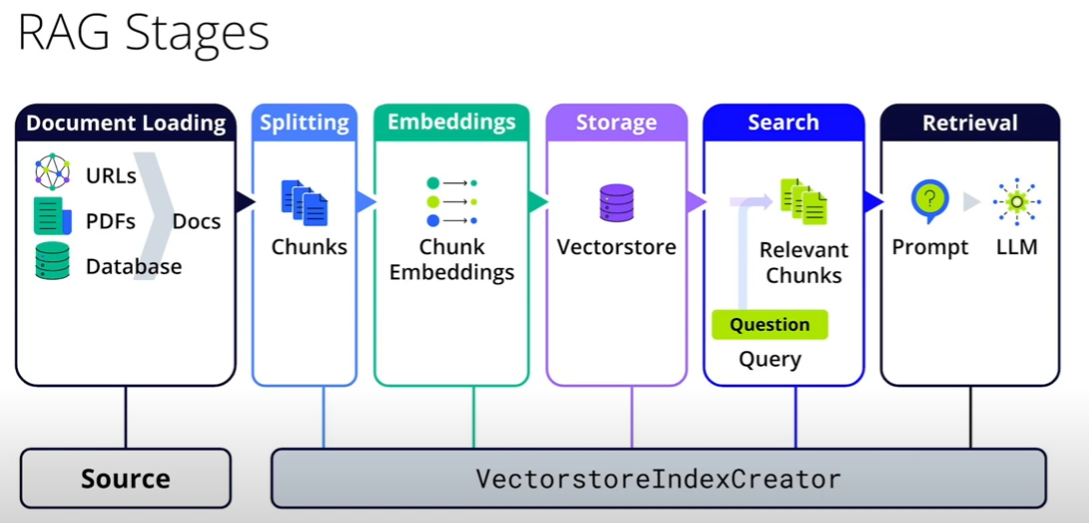 RAG Stages
Document Loading
URLs
PDFs
Database
Docs
Splitting
Chunks
Embeddings
Chunk
Embeddings
Storage
Vectorstore
Search
Relevant
Chunks
Question
Query
Retrieval
?
Prompt
LLM
Source
VectorstoreIndexCreator